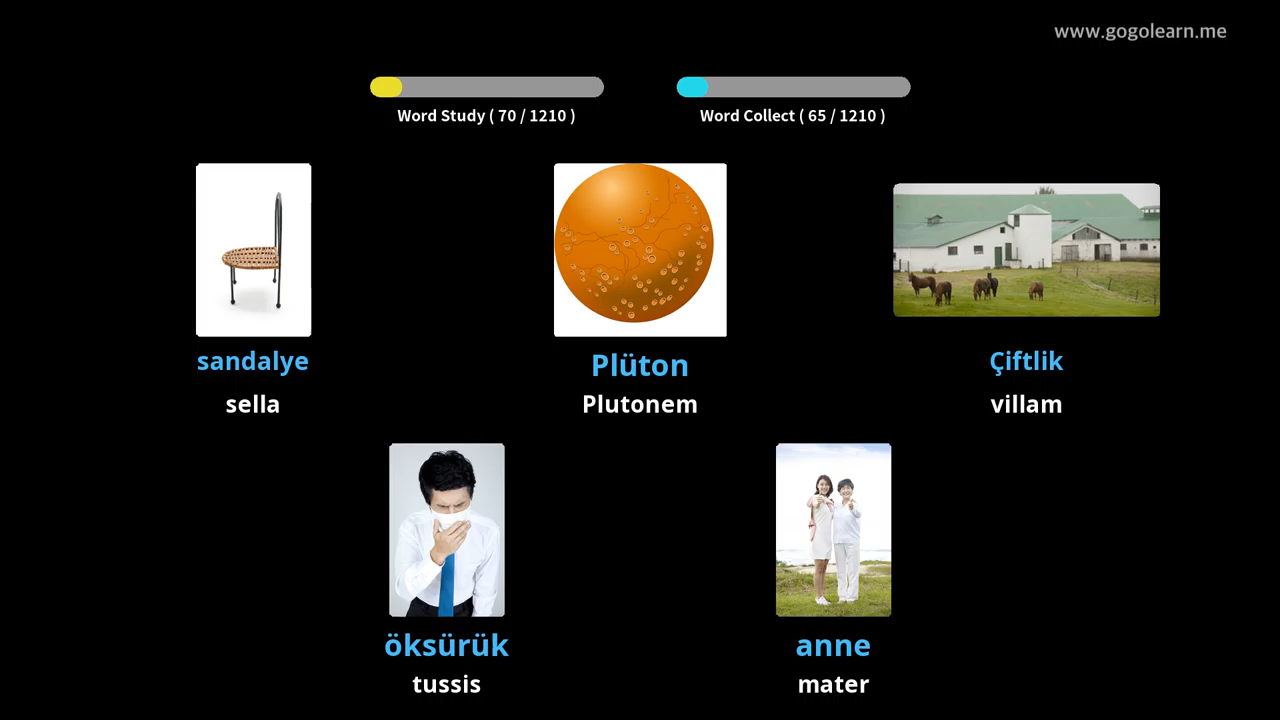 www.gogolearn.me
Word Study ( 70 / 1210 )
Word Collect ( 65 / 1210 )
sandalye
sella
Plüton
Plutonem
Çiftlik
villam
öksürük
tussis
anne
mater